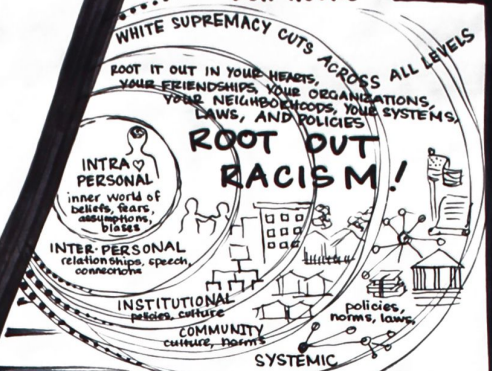 WHITE SUPREMACY CUTS ACROSS ALL LEVELS
ROOT IT OUT IN YOUR HEARTS,
YOUR FRIENDSHIPS, YOUR ORGANIZATIONS,
YOUR NEIGHBORHOODS, YOUR SYSTEMS,
LAWS, AND POLICIES
ROOT OUT
RACISM!
INTRA
PERSONAL
inner world of
beliefs, fears,
assumptions,
biases
INTER-PERSONAL
relationships, speech,
connections
INSTITUTIONAL
policies, culture
COMMUNITY
culture, norms
SYSTEMIC
policies,
norms, laws,